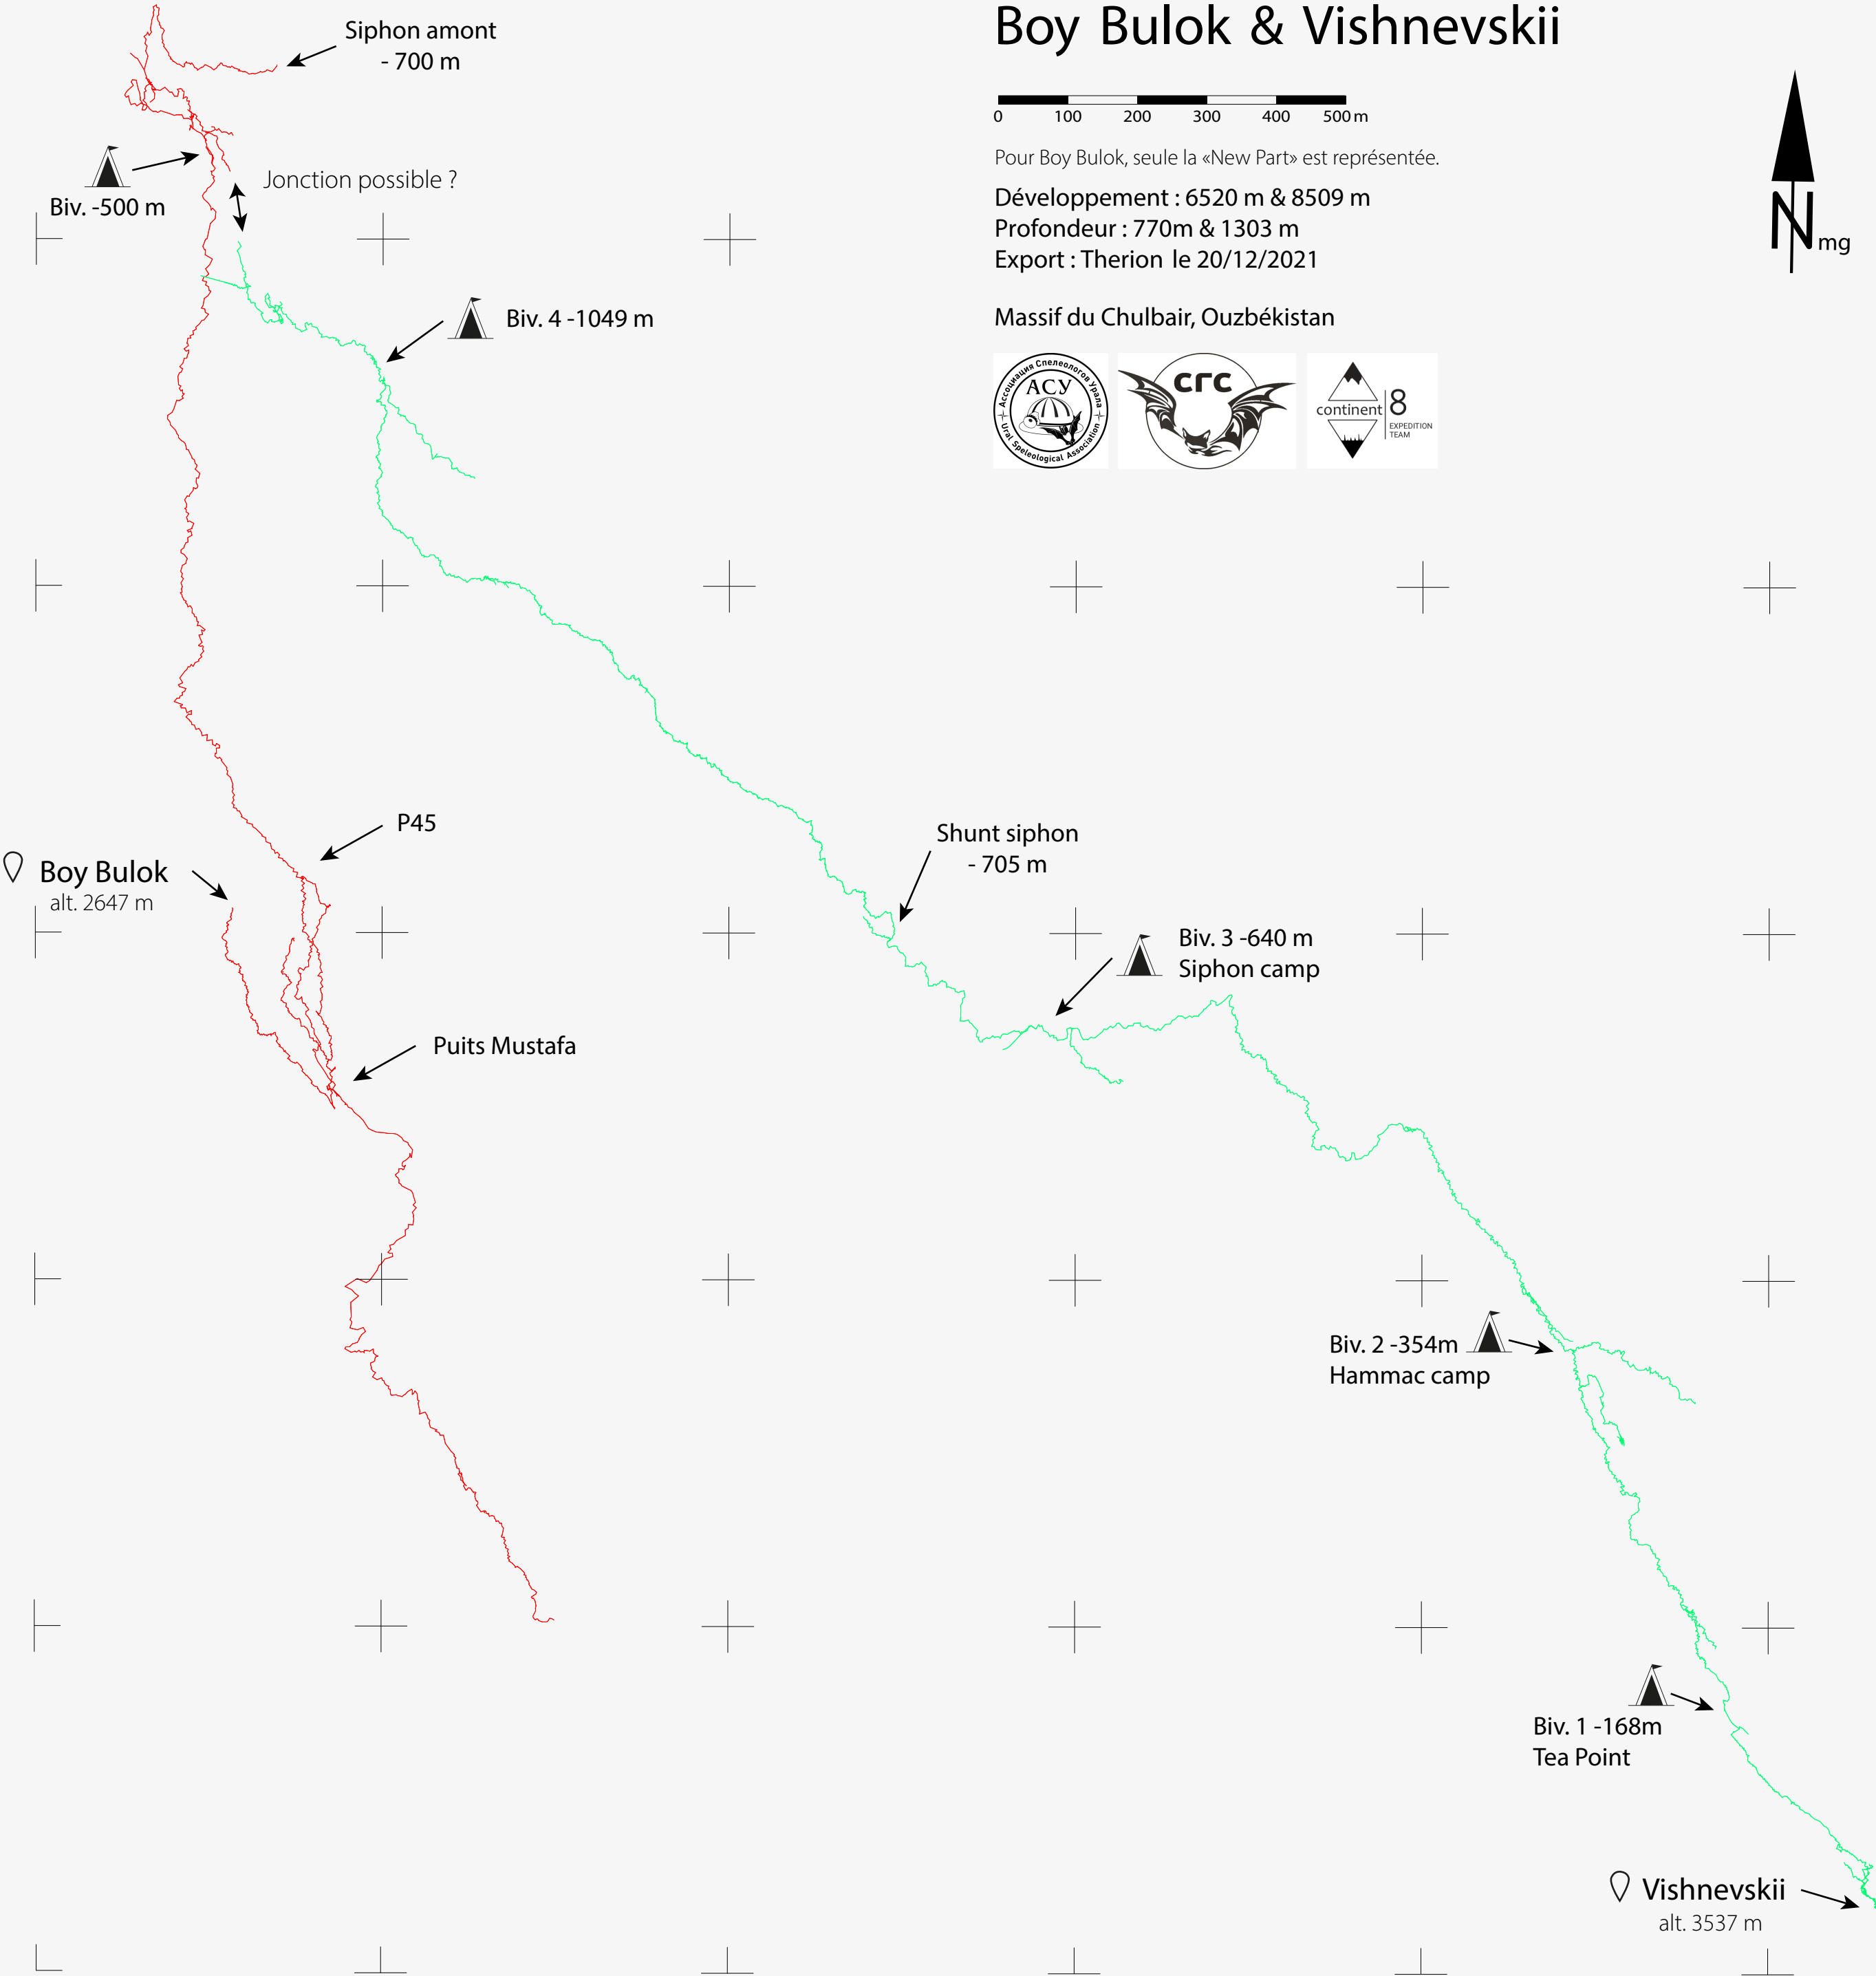 Boy Bulok & Vishnevskii
0 100 200 300 400 500 m
Pour Boy Bulok, seule la «New Part» est représentée.
Développement : 6520 m & 8509 m
Profondeur : 770m & 1303 m
Export : Therion le 20/12/2021
Massif du Chulbair, Ouzbékistan
Ассоциация Спелеологов Урала
АСУ
Ural Speleological Association
сгс
continent 8
EXPEDITION
TEAM
N mg
Siphon amont
- 700 m
Biv. -500 m
Jonction possible ?
Biv. 4 -1049 m
P45
Boy Bulok
alt. 2647 m
Shunt siphon
- 705 m
Biv. 3 -640 m
Siphon camp
Puits Mustafa
Biv. 2 -354m
Hammac camp
Biv. 1 -168m
Tea Point
Vishnevskii
alt. 3537 m